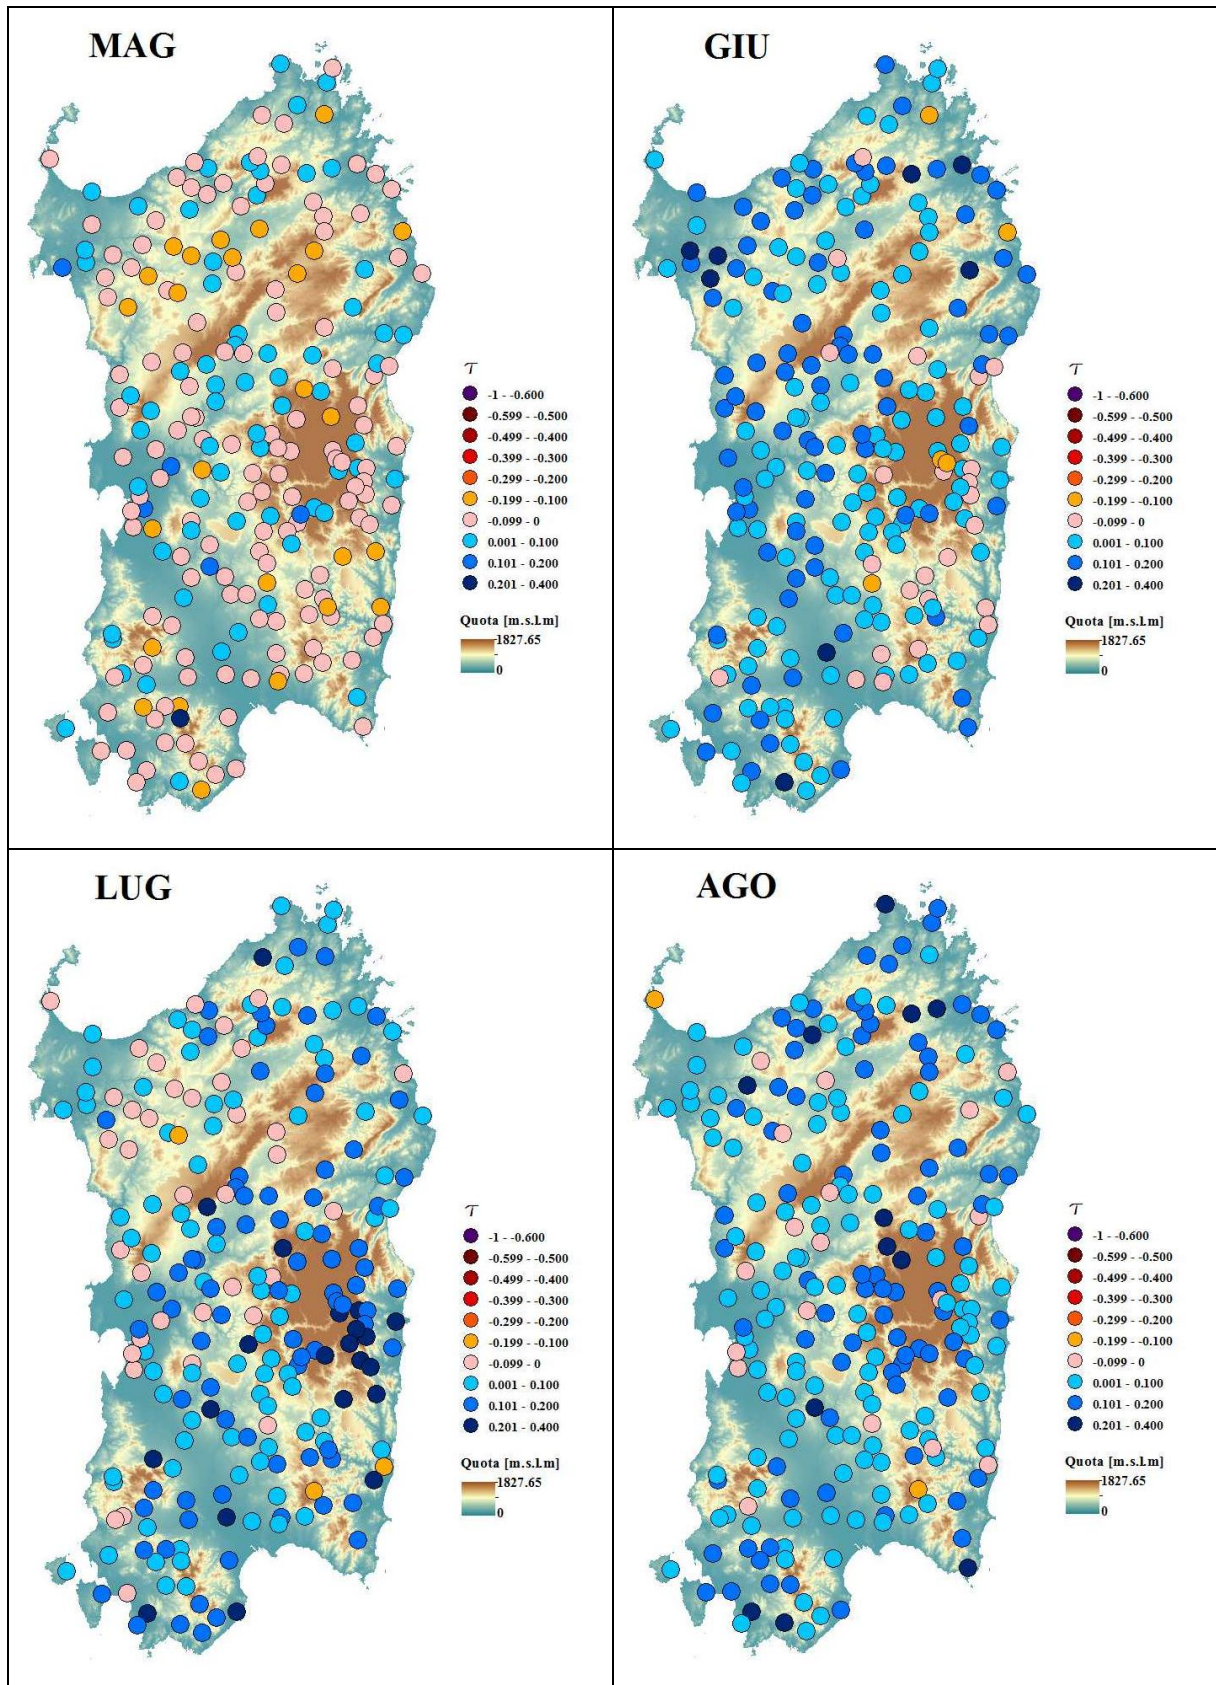 MAG
τ
-1 - -0.600
-0.599 - -0.500
-0.499 - -0.400
-0.399 - -0.300
-0.299 - -0.200
-0.199 - -0.100
-0.099 - 0
0.001 - 0.100
0.101 - 0.200
0.201 - 0.400
Quota [m.s.l.m]
1827.65
-
0
GIU
τ
-1 - -0.600
-0.599 - -0.500
-0.499 - -0.400
-0.399 - -0.300
-0.299 - -0.200
-0.199 - -0.100
-0.099 - 0
0.001 - 0.100
0.101 - 0.200
0.201 - 0.400
Quota [m.s.l.m]
1827.65
-
0
LUG
τ
-1 - -0.600
-0.599 - -0.500
-0.499 - -0.400
-0.399 - -0.300
-0.299 - -0.200
-0.199 - -0.100
-0.099 - 0
0.001 - 0.100
0.101 - 0.200
0.201 - 0.400
Quota [m.s.l.m]
1827.65
-
0
AGO
τ
-1 - -0.600
-0.599 - -0.500
-0.499 - -0.400
-0.399 - -0.300
-0.299 - -0.200
-0.199 - -0.100
-0.099 - 0
0.001 - 0.100
0.101 - 0.200
0.201 - 0.400
Quota [m.s.l.m]
1827.65
-
0